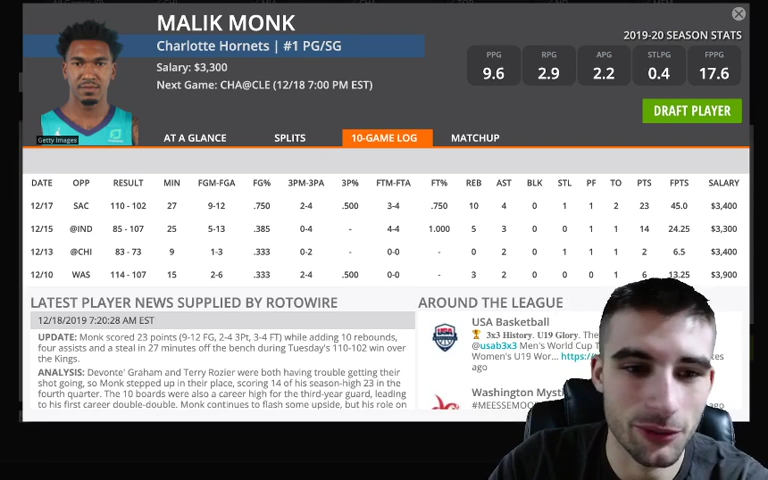 MALIK MONK
Charlotte Hornets | #1 PG/SG
Salary: $3,300
Next Game: CHA@CLE (12/18 7:00 PM EST)
Getty Images
2019-20 SEASON STATS
PPG RPG APG STLPG FPPG
9.6 2.9 2.2 0.4 17.6
DRAFT PLAYER
AT A GLANCE SPLITS 10-GAME LOG MATCHUP
DATE OPP RESULT MIN FGM-FGA FG% 3PM-3PA 3P% FTM-FTA FT% REB AST BLK STL PF TO PTS FPTS SALARY
12/17 SAC 110 - 102 27 9-12 .750 2-4 .500 3-4 .750 10 4 0 1 1 2 23 45.0 $3,400
12/15 @IND 85 - 107 25 5-13 .385 0-4 - 4-4 1.000 5 3 0 0 1 1 14 24.25 $3,300
12/13 @CHI 83 - 73 9 1-3 .333 0-2 - 0-0 - 0 2 0 1 1 1 2 6.5 $3,400
12/10 WAS 114 - 107 15 2-6 .333 2-4 .500 0-0 - 3 2 0 0 0 1 6 13.25 $3,900
LATEST PLAYER NEWS SUPPLIED BY ROTOWIRE
12/18/2019 7:20:28 AM EST
UPDATE: Monk scored 23 points (9-12 FG, 2-4 3Pt, 3-4 FT) while adding 10 rebounds,
four assists and a steal in 27 minutes off the bench during Tuesday's 110-102 win over
the Kings.
ANALYSIS: Devonte' Graham and Terry Rozier were both having trouble getting their
shot going, so Monk stepped up in their place, scoring 14 of his season-high 23 in the
fourth quarter. The 10 boards were also a career high for the third-year guard, leading
to his first career double-double. Monk continues to flash some upside, but his role on
AROUND THE LEAGUE
USA
USA Basketball
🏆 𝟑𝐱𝟑 𝐇𝐢𝐬𝐭𝐨𝐫𝐲. 𝐔𝟏𝟗 𝐆𝐥𝐨𝐫𝐲. The
@usab3x3 Men's World Cup T
Women's U19 Wor... https://
ago
Washington Myst
#MEESSEMOO
ago